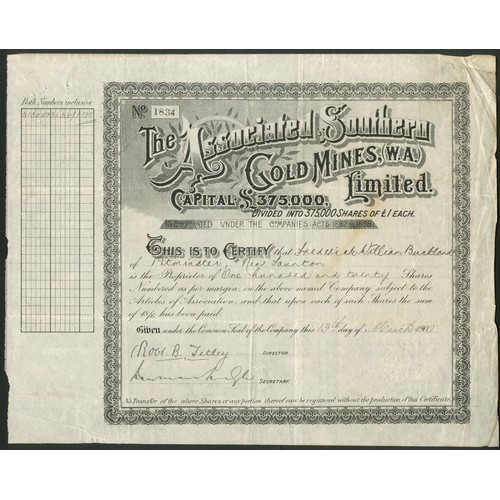 Both Numbers inclusive
No. 1834
The Associated Southern
Gold Mines, (W.A.)
Limited.
Capital £375,000.
Divided into 375,000 Shares of £1 each.
Incorporated under the Companies Acts 1862 to 1898
This is to Certify that Frederick William Buckland
of Pitminster, Near Taunton
is the Proprietor of One hundred and twenty Shares
Numbered as per margin, in the above named Company subject to the
Articles of Association: and that upon each of such Shares the sum
of has been paid.
Given under the Common Seal of the Company this 13th day of March
Robt. B.
Director.
Secretary.
No Transfer of the above Shares or any portion thereof can be registered without the production of this Certificate.